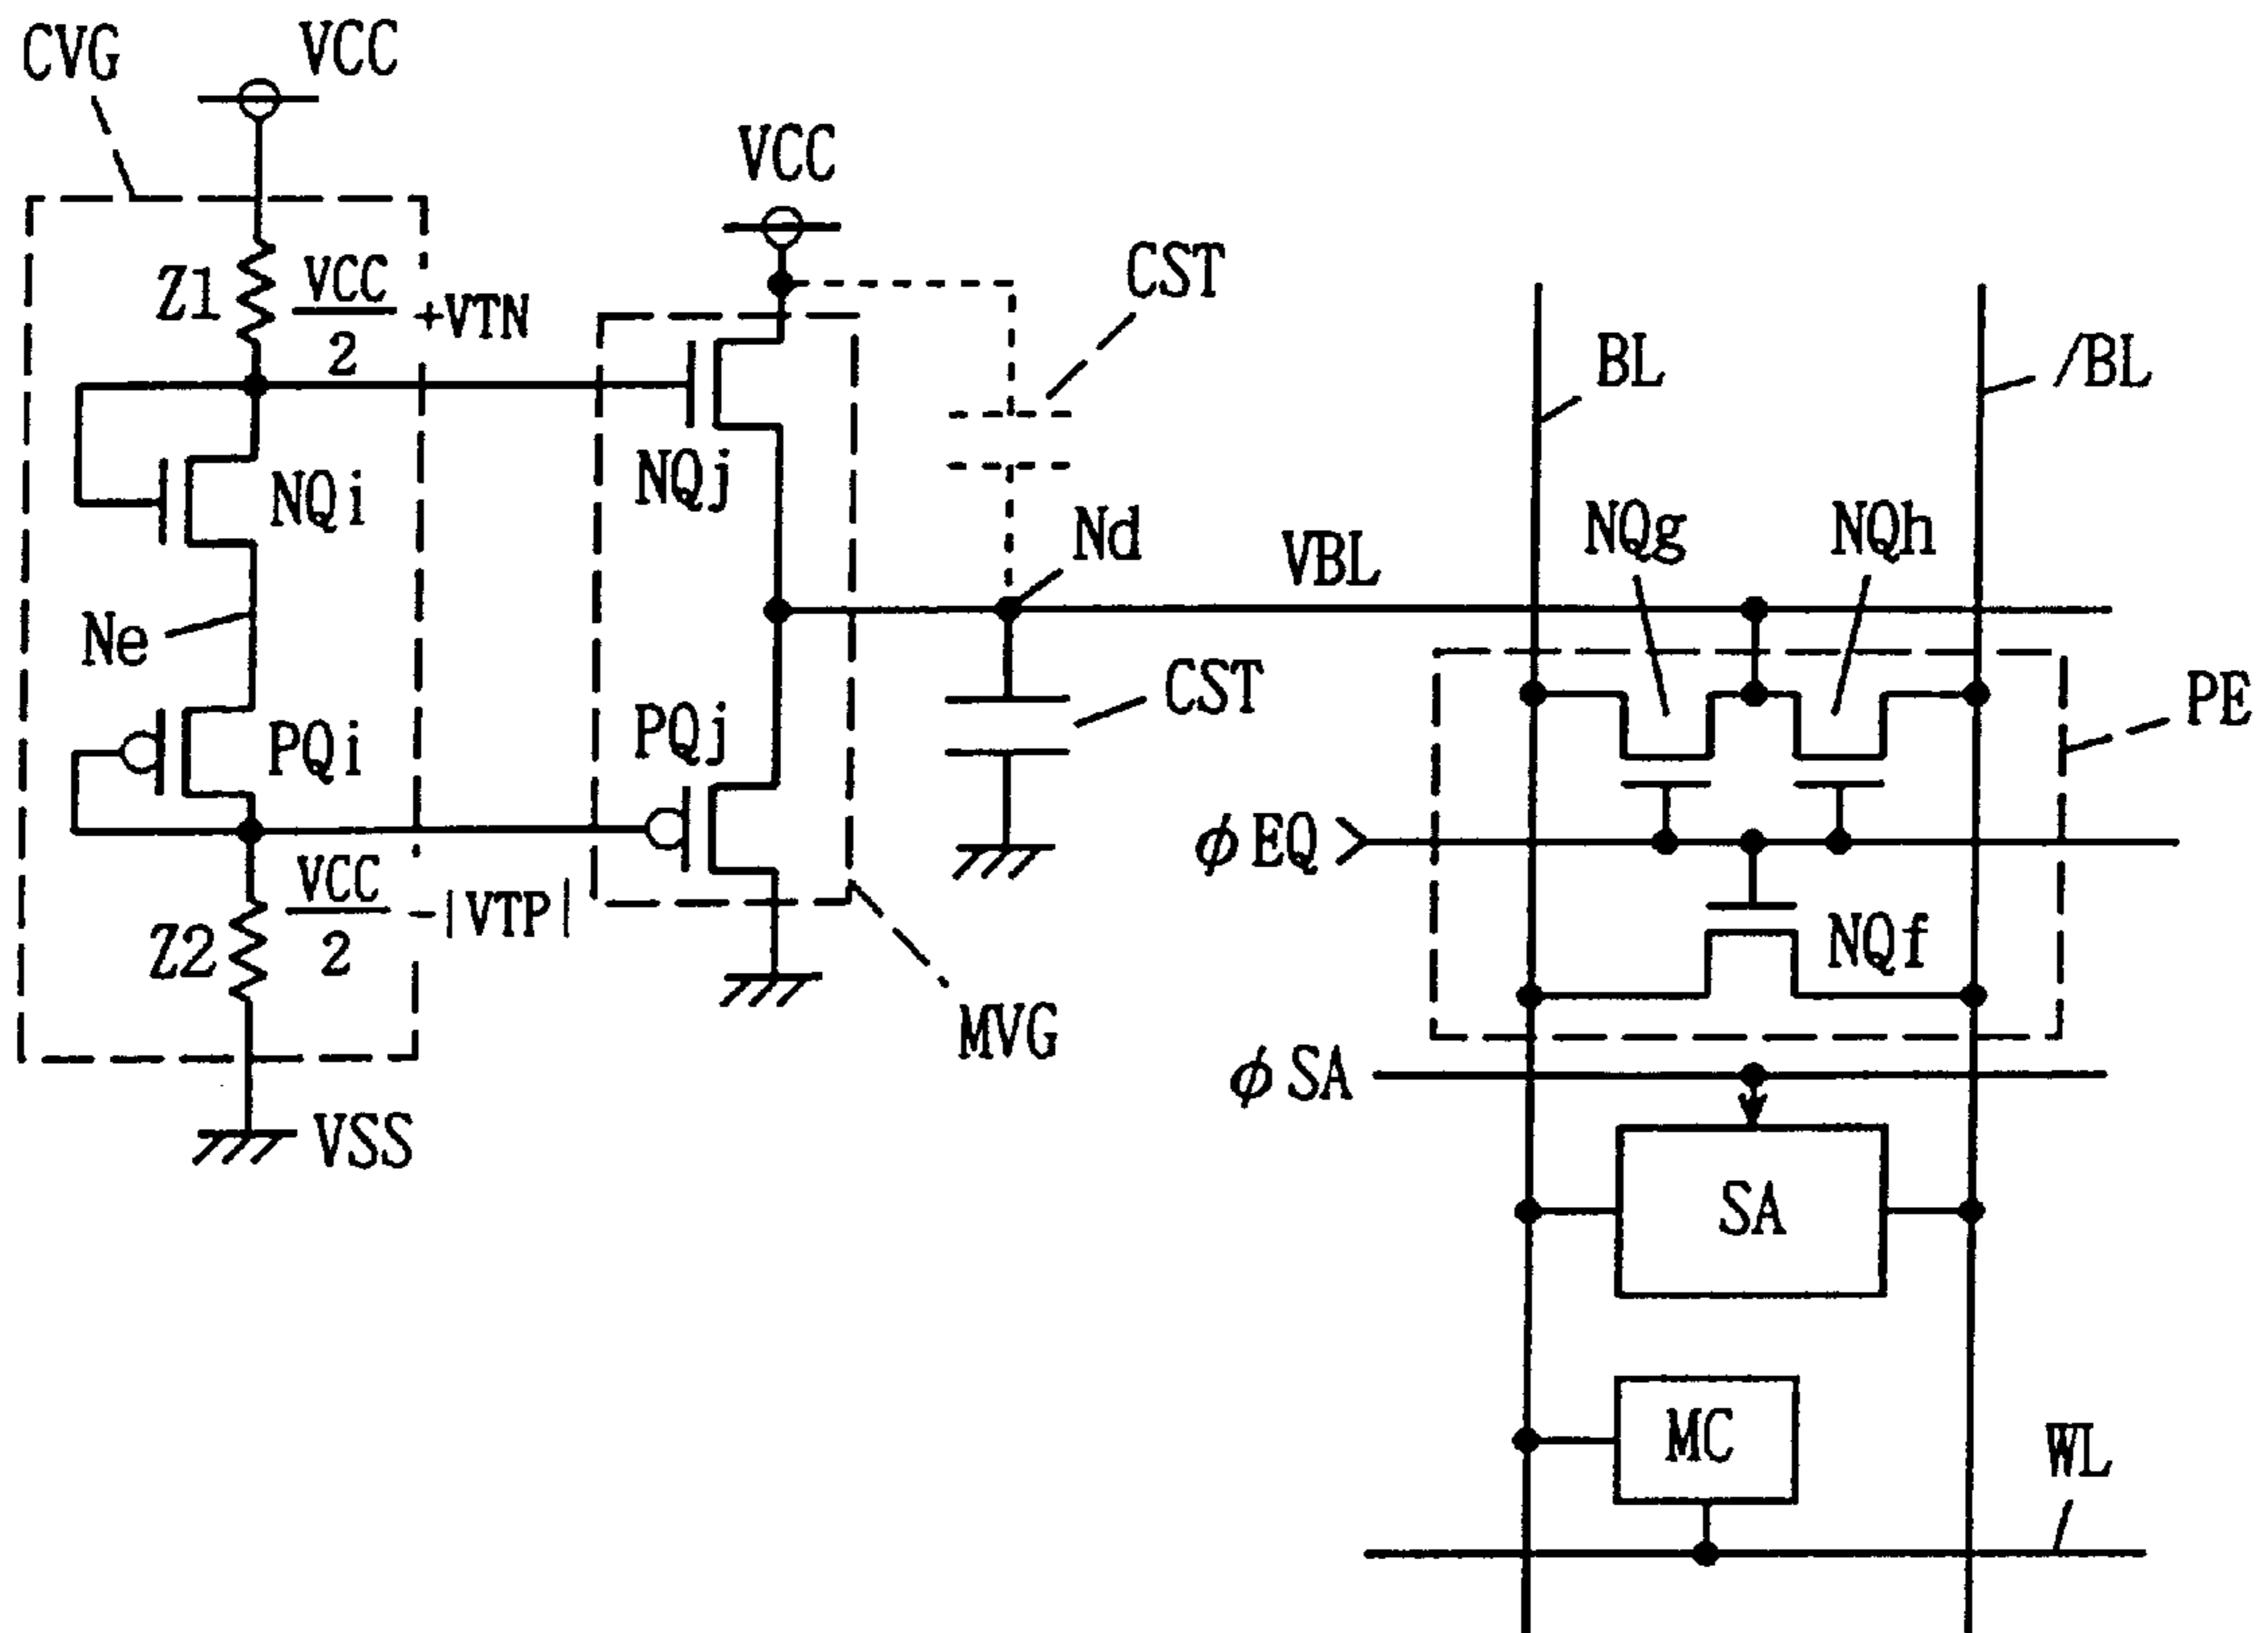 CVG
VCC
VCC
Z1
VCC/2 +VTN
CST
BL
/BL
NQi
NQj
Nd
VBL
NQg
NQh
Ne
PQi
PQj
CST
PE
φEQ
VCC/2 -|VTP|
Z2
NQf
MVG
φSA
VSS
SA
MC
WL